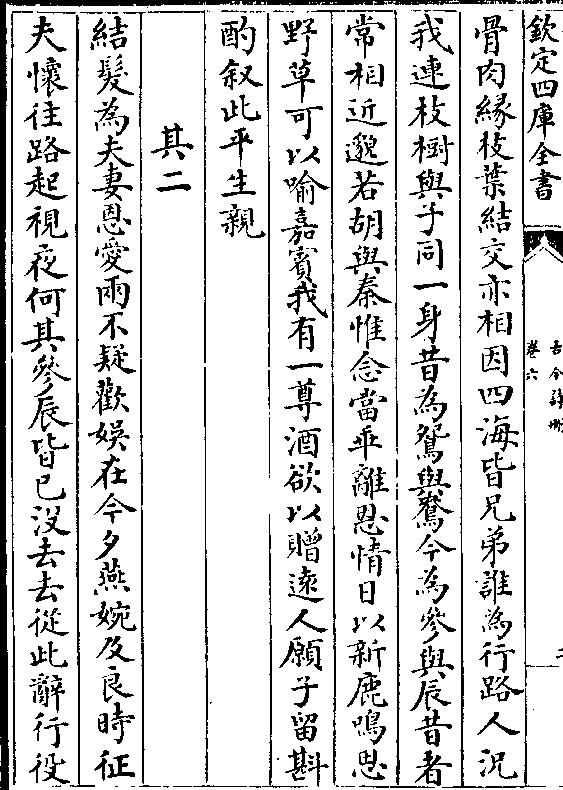 欽定四庫全書
古今詩刪
卷六
骨肉縁枝葉結交亦相因四海皆兄弟誰為行路人況
我連枝樹與子同一身昔為鴛與鴦今為參與辰昔者
常相近邈若胡與秦惟念當乖離恩情日以新鹿鳴思
野草可以喻嘉賓我有一尊酒欲以贈逺人願子留斟
酌叙此平生親
其二
結髮為夫妻恩愛兩不疑歡娛在今夕燕婉及良時征
夫懷往路起視夜何其參辰皆已没去去從此辭行役